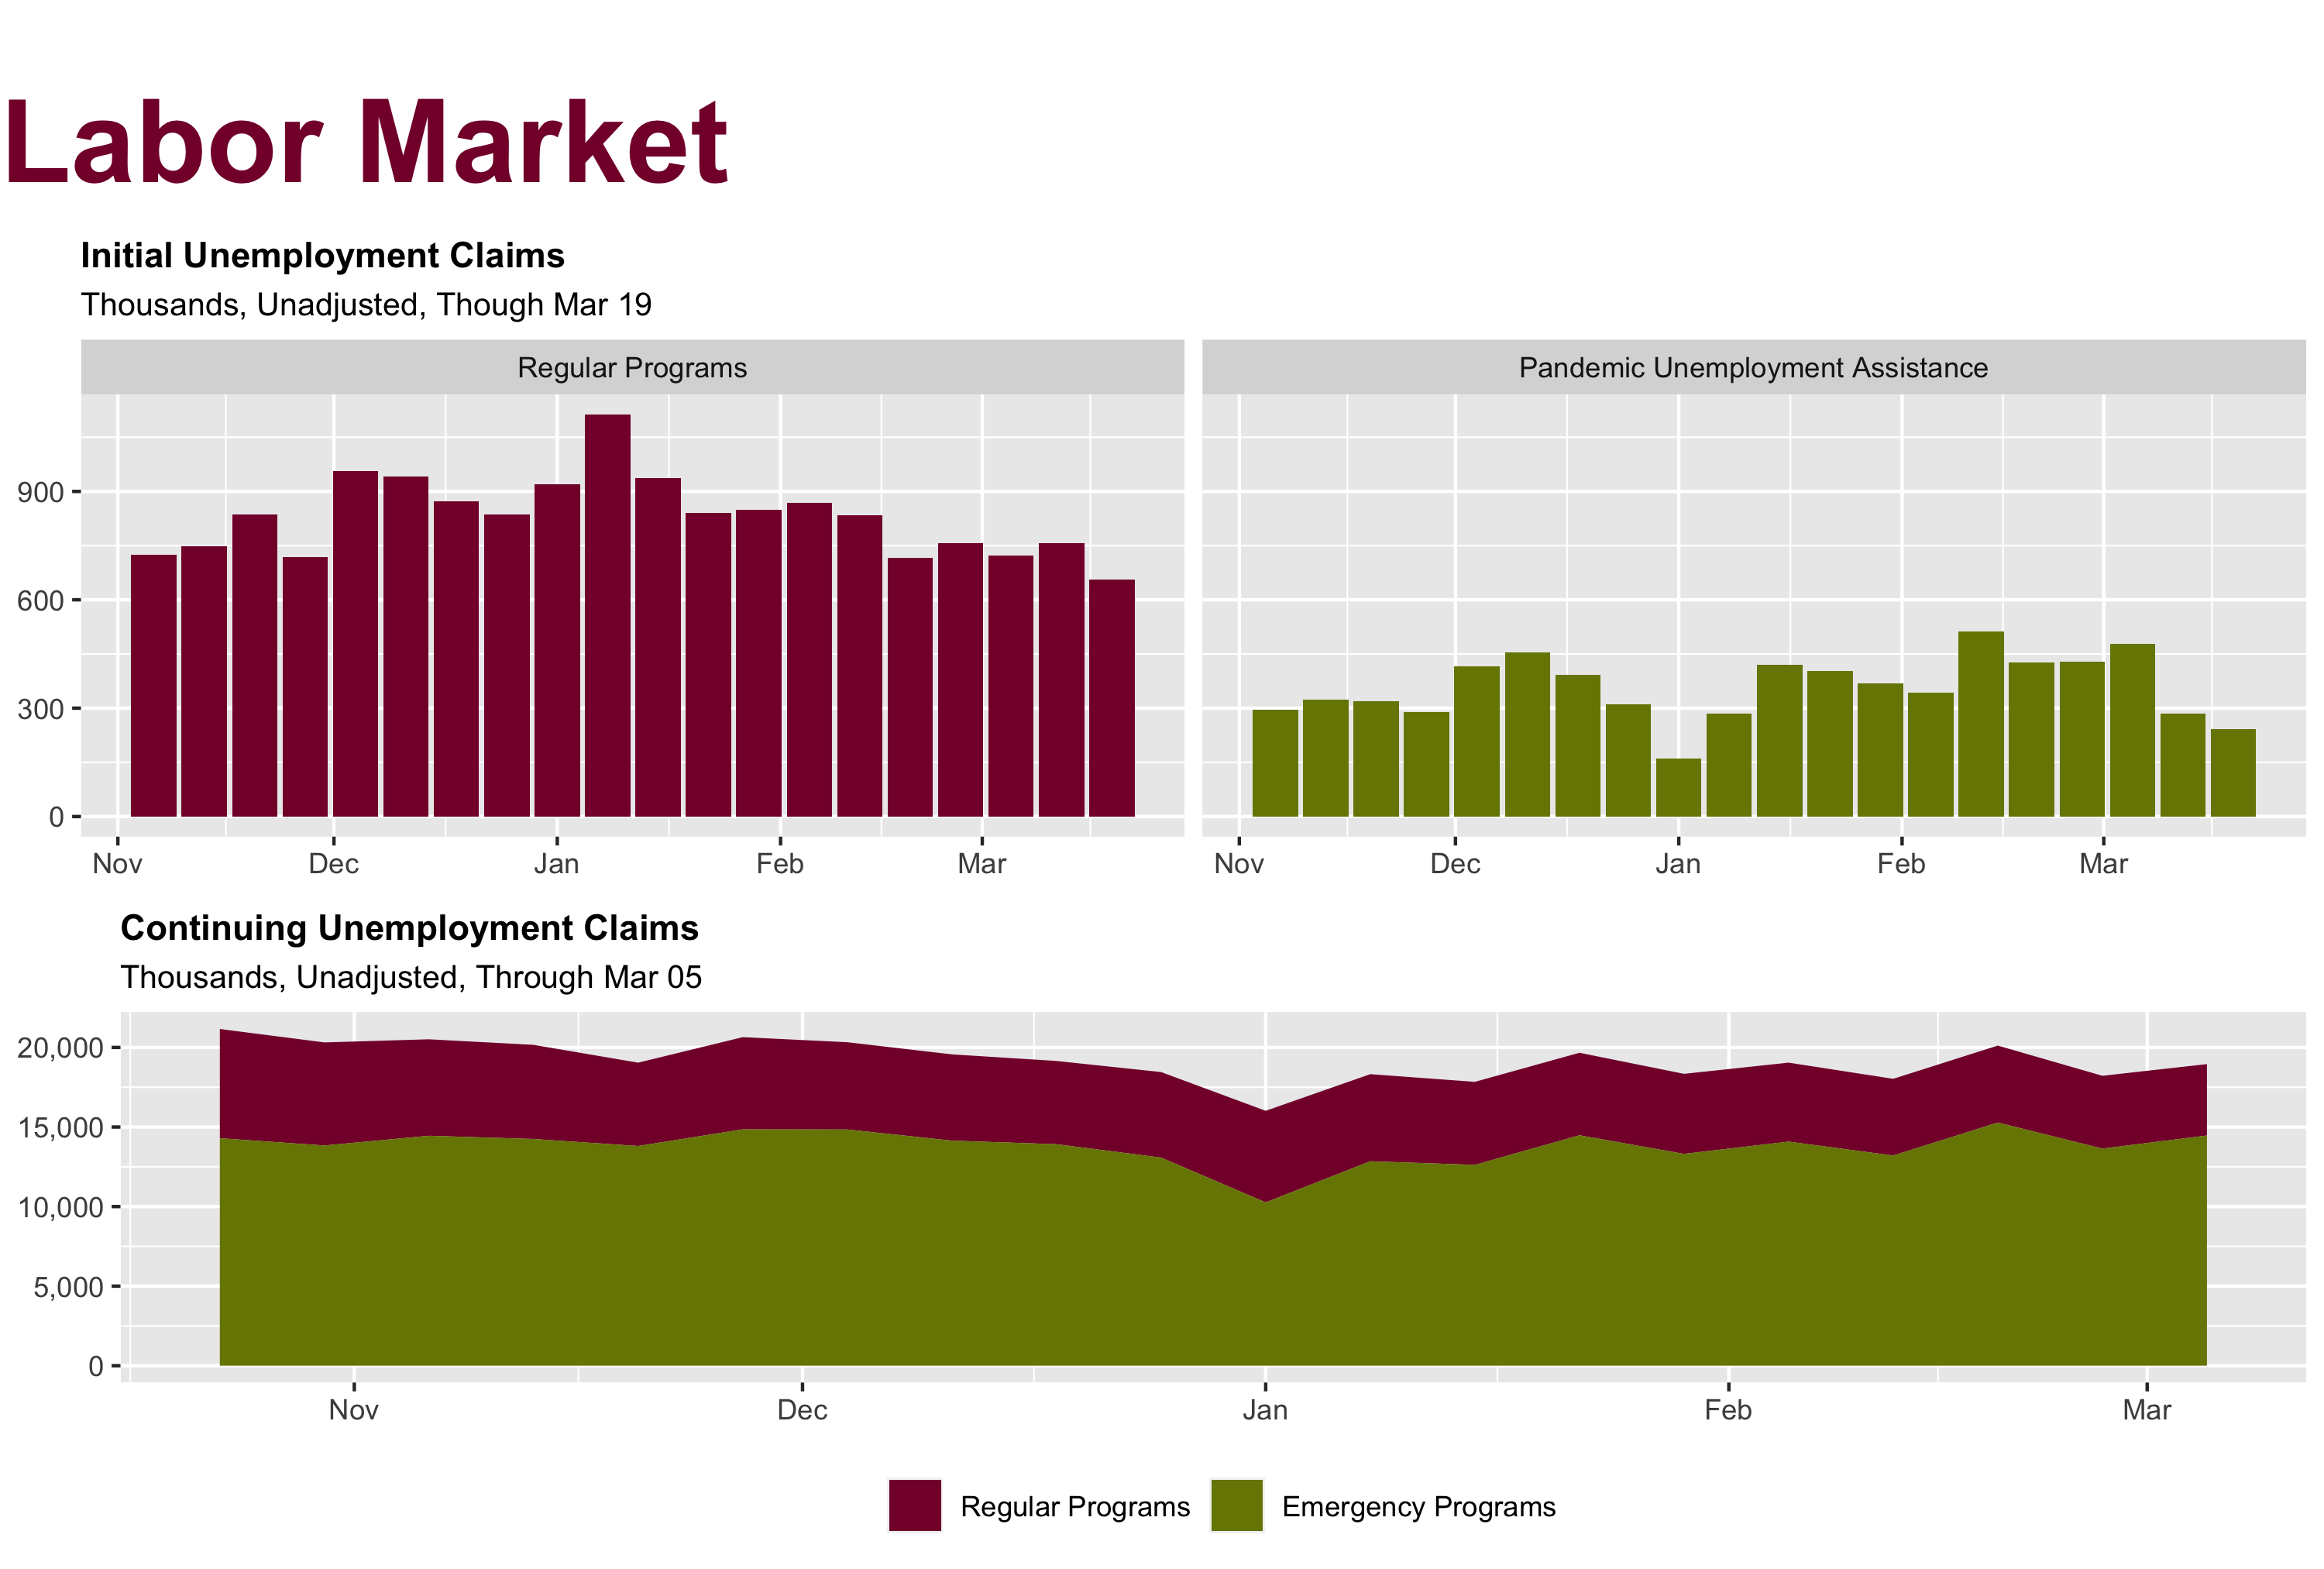 Labor Market
Initial Unemployment Claims
Thousands, Unadjusted, Though Mar 19
Regular Programs
Pandemic Unemployment Assistance
900
600
300
0
Nov Dec Jan Feb Mar
Nov Dec Jan Feb Mar
Continuing Unemployment Claims
Thousands, Unadjusted, Through Mar 05
20,000
15,000
10,000
5,000
0
Nov Dec Jan Feb Mar
Regular Programs Emergency Programs